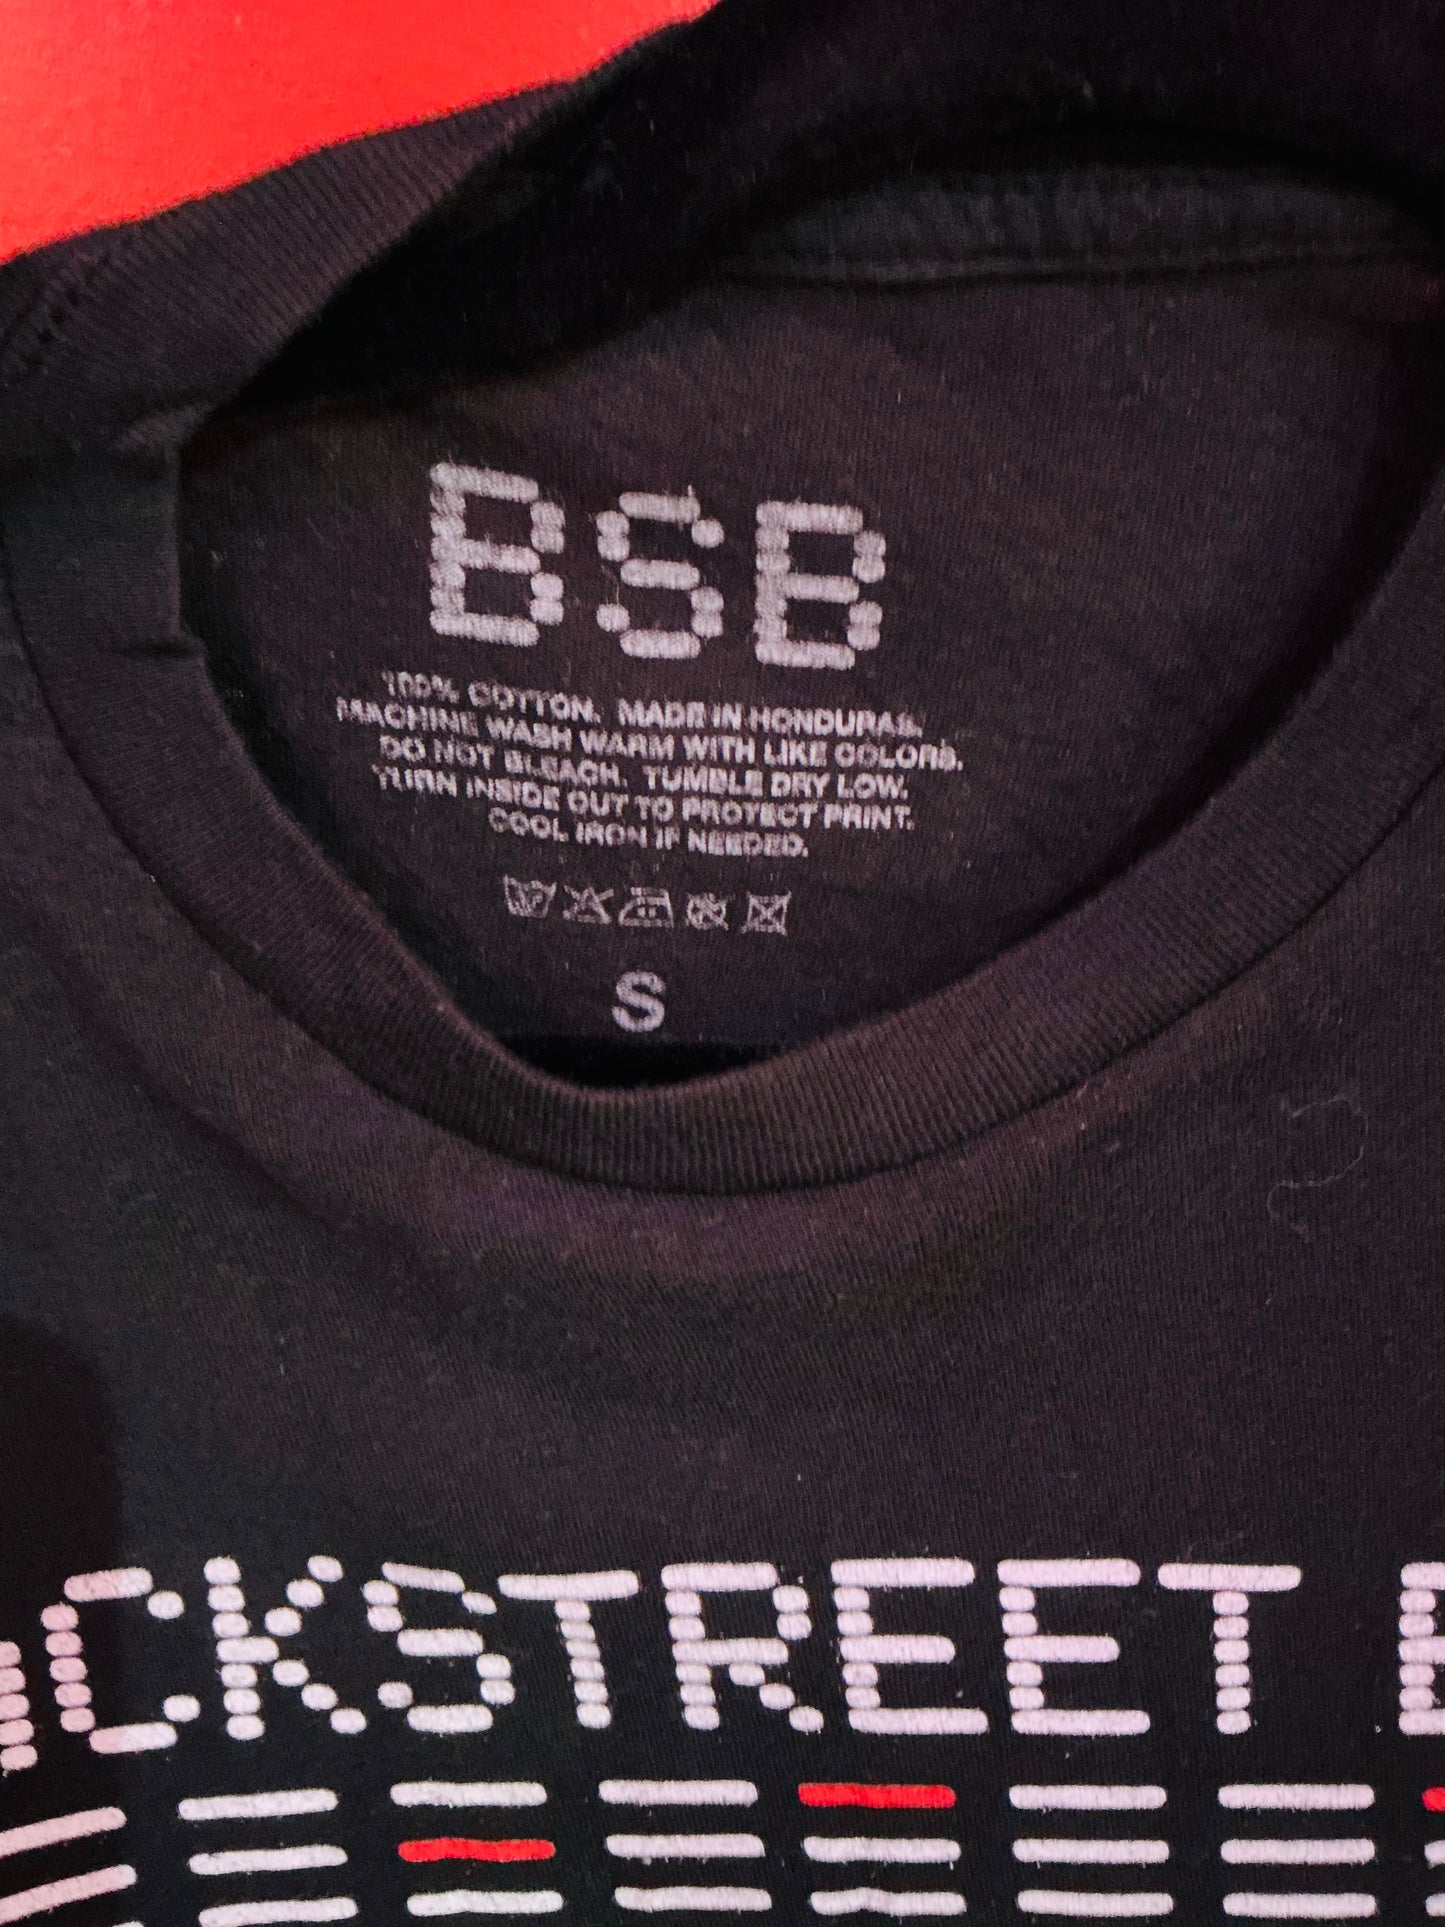 BSB
100% COTTON. MADE IN HONDURAS.
MACHINE WASH WARM WITH LIKE COLORS.
DO NOT BLEACH. TUMBLE DRY LOW.
TURN INSIDE OUT TO PROTECT PRINT.
COOL IRON IF NEEDED.
S
ACKSTREET B